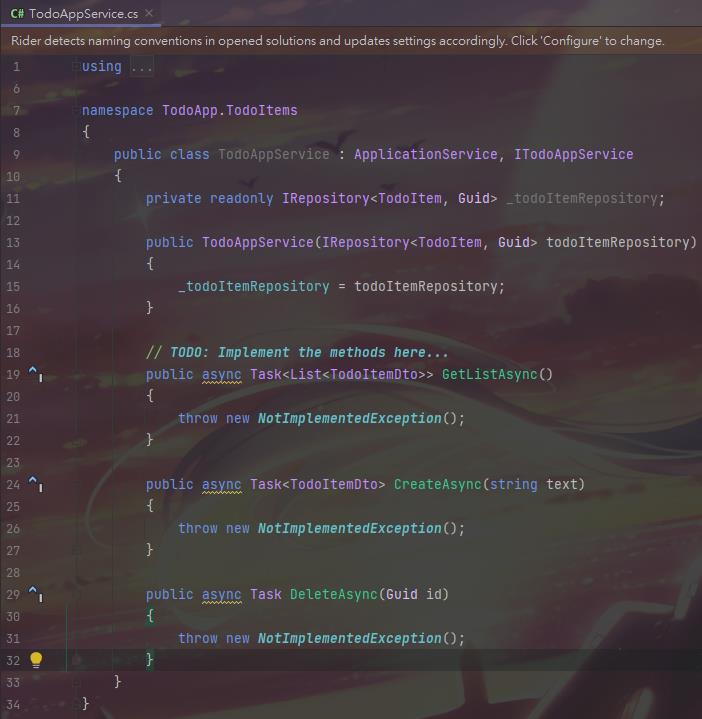 C# TodoAppService.cs ×
Rider detects naming conventions in opened solutions and updates settings accordingly. Click 'Configure' to change.
1 using ...
6
7 namespace TodoApp.TodoItems
8 {
9 public class TodoAppService : ApplicationService, ITodoAppService
10 {
11 private readonly IRepository<TodoItem, Guid> _todoItemRepository;
12
13 public TodoAppService(IRepository<TodoItem, Guid> todoItemRepository)
14 {
15 _todoItemRepository = todoItemRepository;
16 }
17
18 // TODO: Implement the methods here...
19 public async Task<List<TodoItemDto>> GetListAsync()
20 {
21 throw new NotImplementedException();
22 }
23
24 public async Task<TodoItemDto> CreateAsync(string text)
25 {
26 throw new NotImplementedException();
27 }
28
29 public async Task DeleteAsync(Guid id)
30 {
31 throw new NotImplementedException();
32 }
33 }
34 }